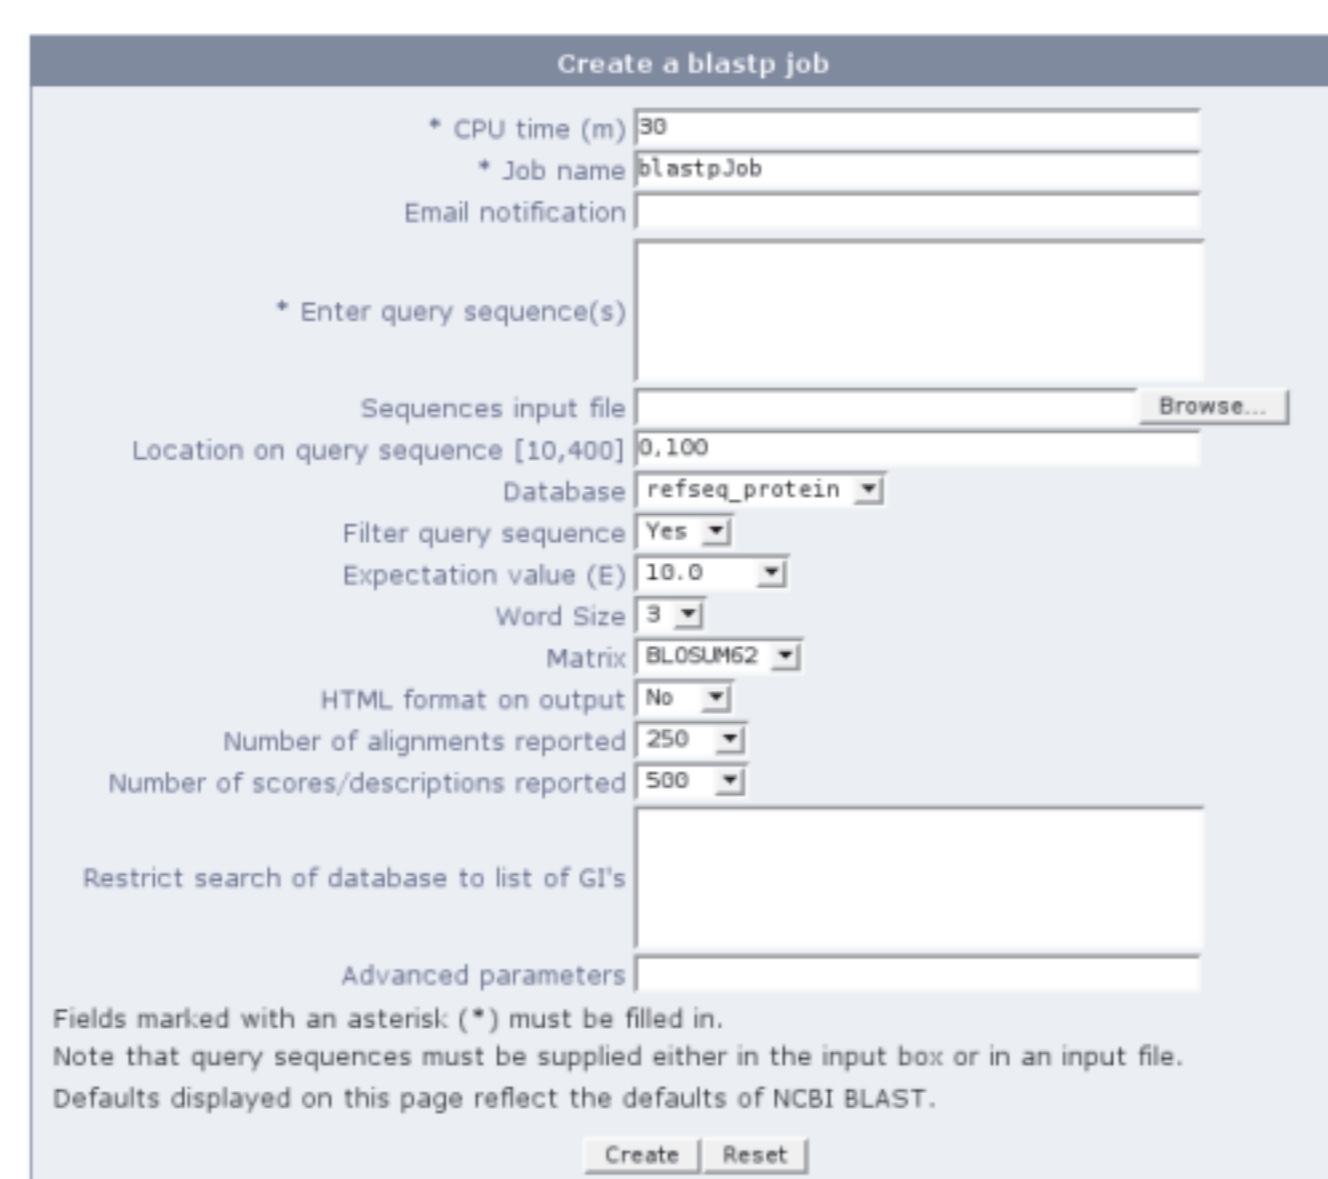 Create a blastp job
* CPU time (m) 30
* Job name blastpJob
Email notification
* Enter query sequence(s)
Sequences input file Browse...
Location on query sequence [10,400] 0,100
Database refseq_protein
Filter query sequence Yes
Expectation value (E) 10.0
Word Size 3
Matrix BLOSUM62
HTML format on output No
Number of alignments reported 250
Number of scores/descriptions reported 500
Restrict search of database to list of GI's
Advanced parameters
Fields marked with an asterisk (*) must be filled in.
Note that query sequences must be supplied either in the input box or in an input file.
Defaults displayed on this page reflect the defaults of NCBI BLAST.
Create Reset